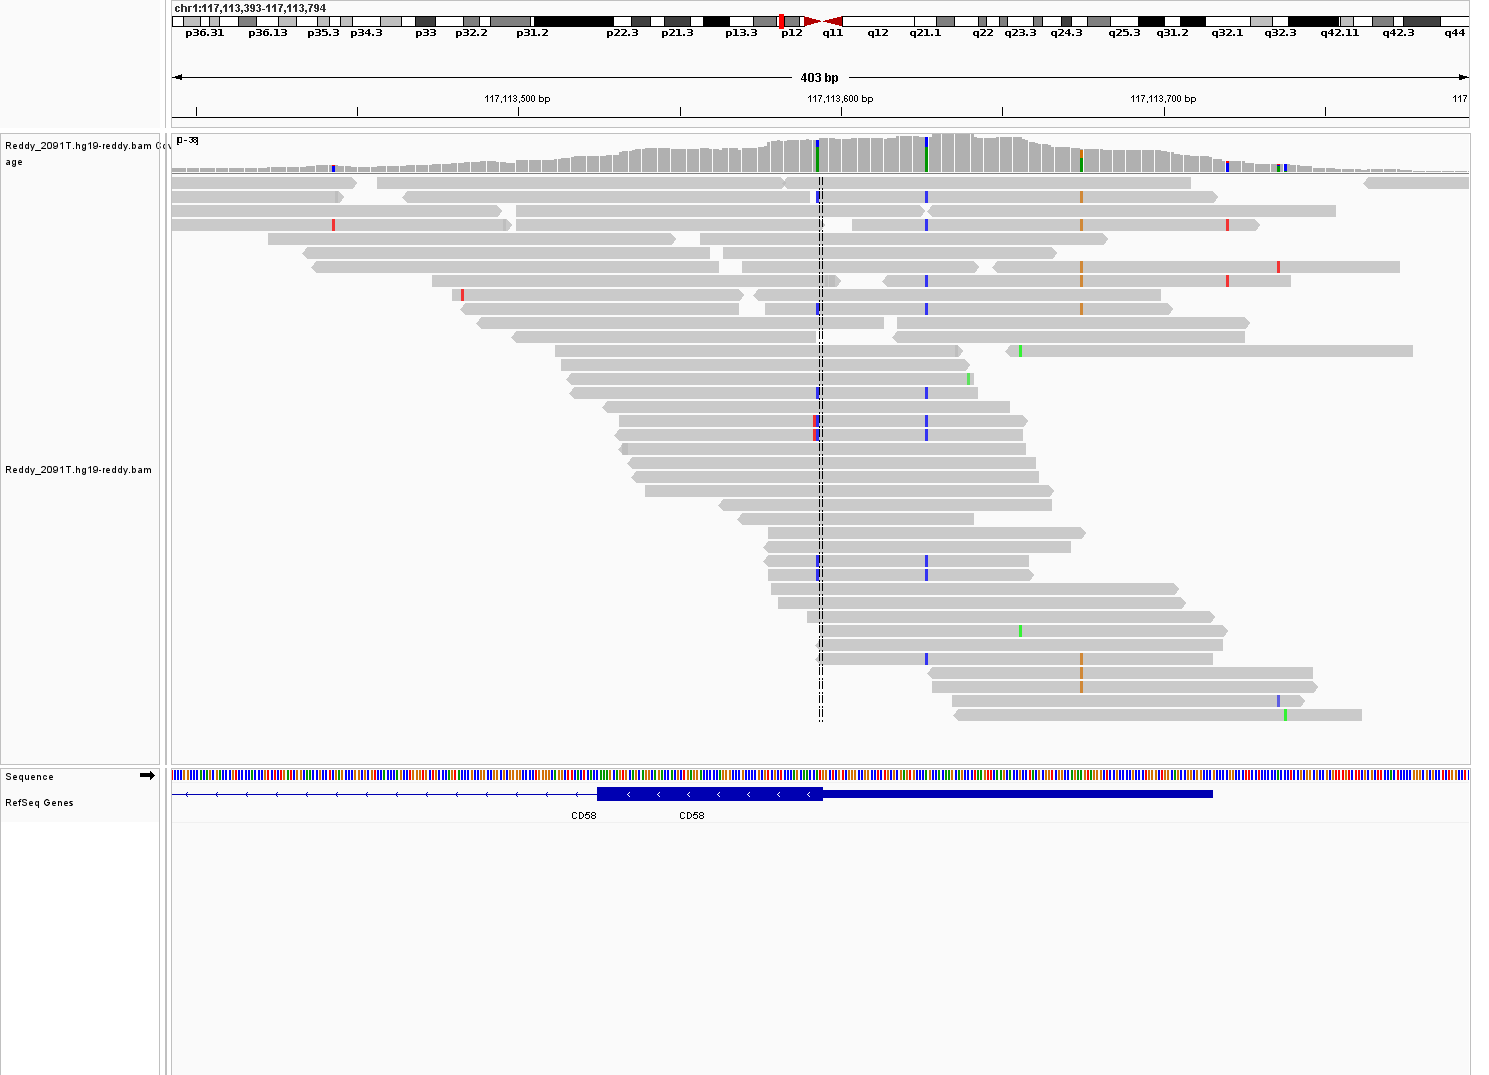 chr1:117,113,393-117,113,794
p36.31 p36.13 p35.3 p34.3 p33 p32.2 p31.2 p22.3 p21.3 p13.3 p12 q11 q12 q21.1 q22 q23.3 q24.3 q25.3 q31.2 q32.1 q32.3 q42.11 q42.3 q44
403 bp
117,113,500 bp 117,113,600 bp 117,113,700 bp 117
[0-38]
Reddy_2091T.hg19-reddy.bam Cov
age
Reddy_2091T.hg19-reddy.bam
Sequence
RefSeq Genes
CD58 CD58